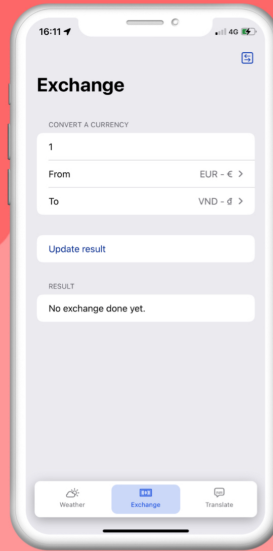 16:11
4G
Exchange
CONVERT A CURRENCY
1
From EUR - € >
To VND - đ >
Update result
RESULT
No exchange done yet.
Weather Exchange Translate